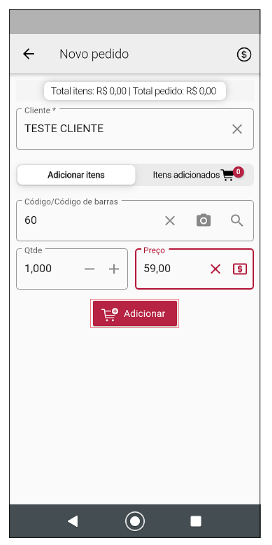 Novo pedido
Total itens: R$ 0,00 | Total pedido: R$ 0,00
Cliente *
TESTE CLIENTE
Adicionar itens
Itens adicionados 0
Código/Código de barras
60
Qtde
1,000
Preço
59,00
Adicionar